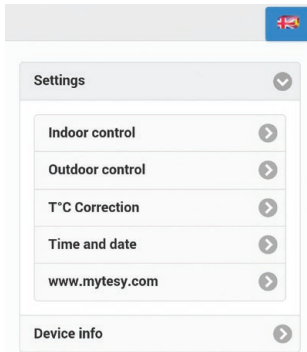 Settings
Indoor control
Outdoor control
T°C Correction
Time and date
www.mytesy.com
Device info